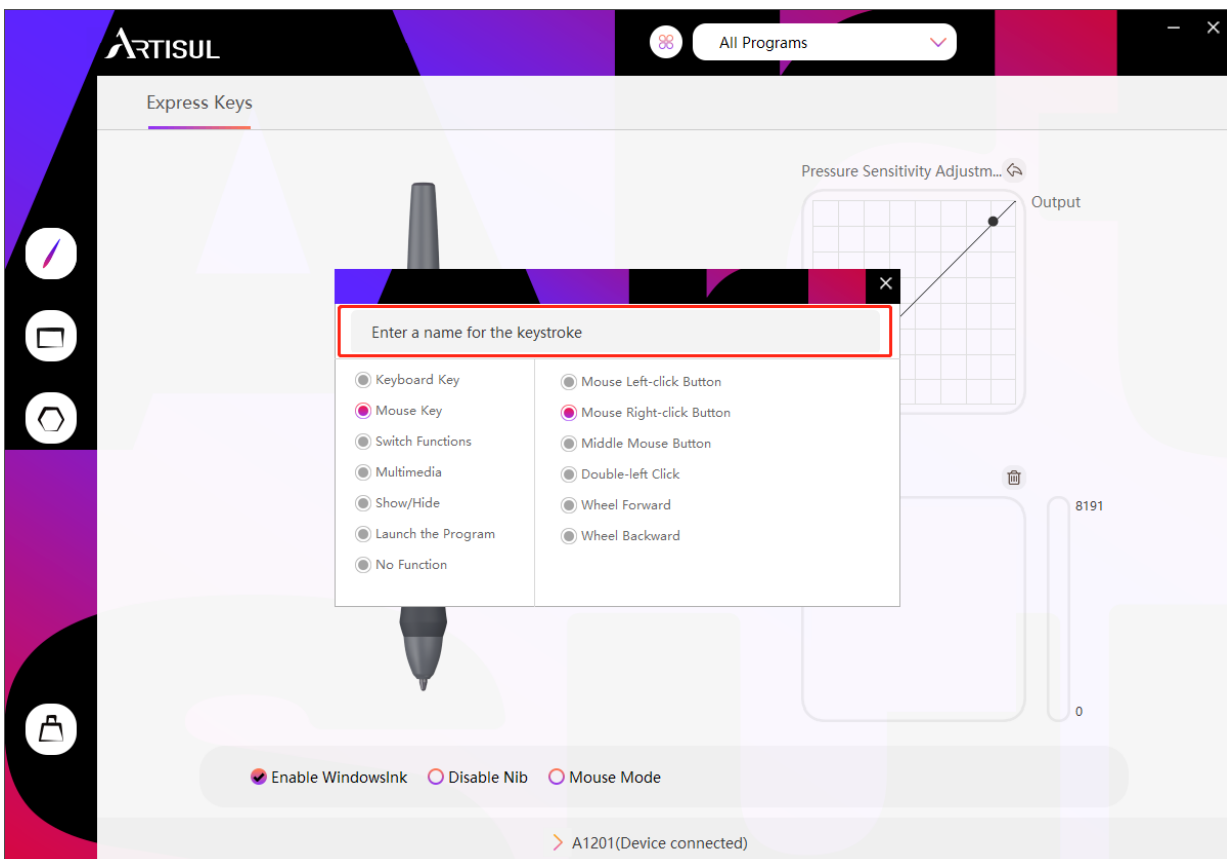 ARTISUL
All Programs
Express Keys
Pressure Sensitivity Adjustm...
Output
Enter a name for the keystroke
Keyboard Key
Mouse Key
Switch Functions
Multimedia
Show/Hide
Launch the Program
No Function
Mouse Left-click Button
Mouse Right-click Button
Middle Mouse Button
Double-left Click
Wheel Forward
Wheel Backward
8191
0
Enable WindowsInk Disable Nib Mouse Mode
A1201(Device connected)